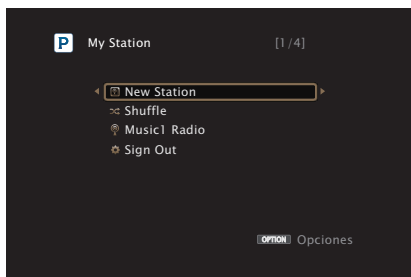 P My Station [1/4]
New Station
Shuffle
Music1 Radio
Sign Out
OPTION Opciones